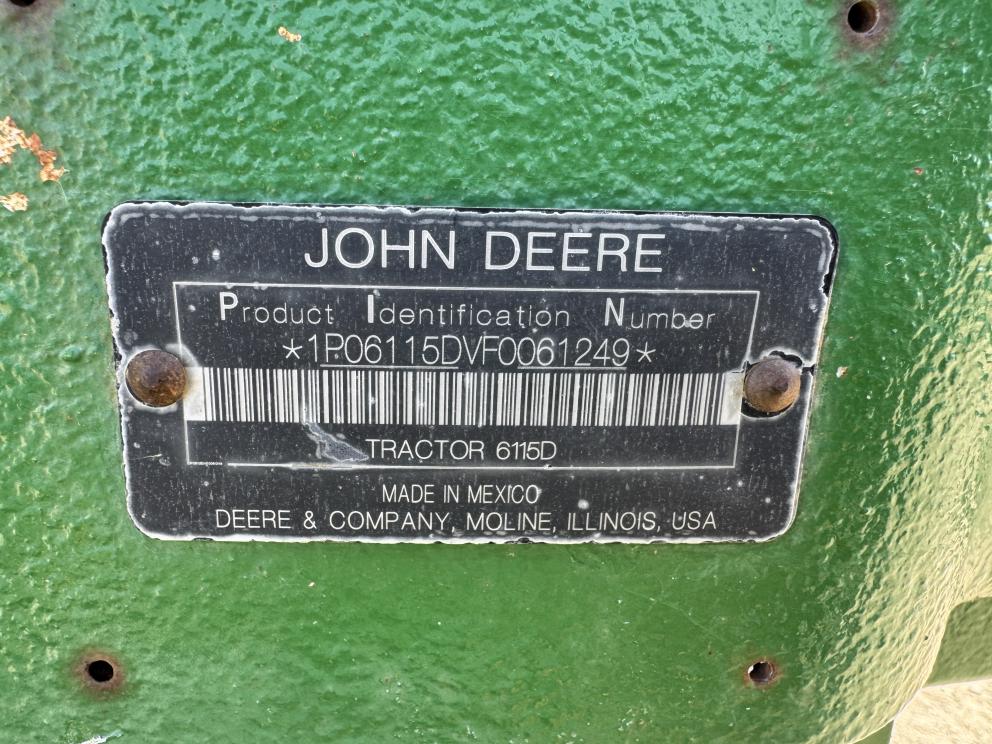 JOHN DEERE
Product Identification Number
*1P06115DVF0061249*
TRACTOR 6115D
MADE IN MEXICO
DEERE & COMPANY, MOLINE, ILLINOIS, USA